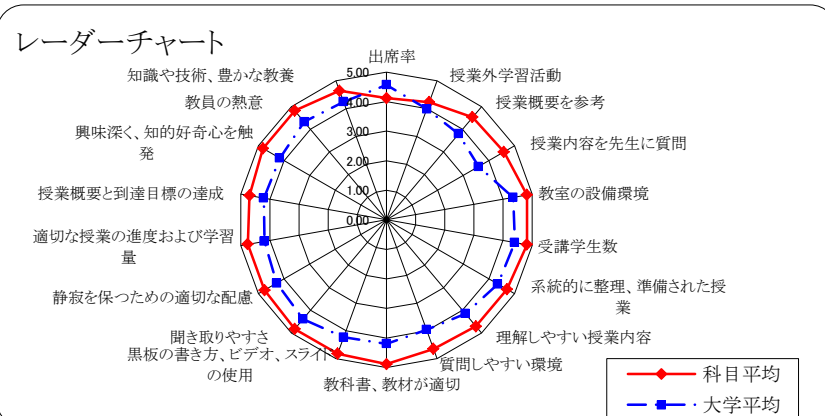 レーダーチャート
出席率
授業外学習活動
授業概要を参考
授業内容を先生に質問
教室の設備環境
受講学生数
系統的に整理、準備された授
業
理解しやすい授業内容
質問しやすい環境
教科書、教材が適切
黒板の書き方、ビデオ、スライド
の使用
聞き取りやすさ
静寂を保つための適切な配慮
適切な授業の進度および学習
量
授業概要と到達目標の達成
興味深く、知的好奇心を触
発
教員の熱意
知識や技術、豊かな教養
5.00
4.00
3.00
2.00
1.00
0.00
科目平均
大学平均